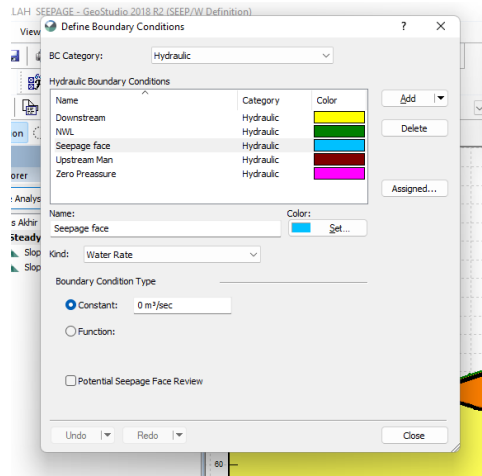 LAH SEEPAGE - GeoStudio 2018 R2 (SEEP/W Definition)
View
Define Boundary Conditions ? X
BC Category: Hydraulic
Hydraulic Boundary Conditions
Name Category Color
Downstream Hydraulic
NWL Hydraulic
Seepage face Hydraulic
Upstream Man Hydraulic
Zero Preassure Hydraulic
Add
Delete
Assigned...
on
orer
Analys
s Akhir
Steady
Slop
Slop
Name: Color:
Seepage face Set...
Kind: Water Rate
Boundary Condition Type
Constant: 0 m³/sec
Function:
Potential Seepage Face Review
Undo Redo Close
60